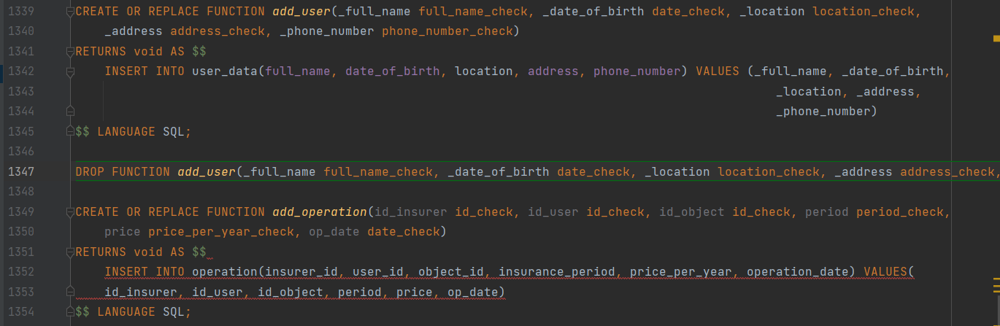 1339 CREATE OR REPLACE FUNCTION add_user(_full_name full_name_check, _date_of_birth date_check, _location location_check,
1340 _address address_check, _phone_number phone_number_check)
1341 RETURNS void AS $$
1342 INSERT INTO user_data(full_name, date_of_birth, location, address, phone_number) VALUES (_full_name, _date_of_birth,
1343 _location, _address,
1344 _phone_number)
1345 $$ LANGUAGE SQL;
1346
1347 DROP FUNCTION add_user(_full_name full_name_check, _date_of_birth date_check, _location location_check, _address address_check,
1348
1349 CREATE OR REPLACE FUNCTION add_operation(id_insurer id_check, id_user id_check, id_object id_check, period period_check,
1350 price price_per_year_check, op_date date_check)
1351 RETURNS void AS $$
1352 INSERT INTO operation(insurer_id, user_id, object_id, insurance_period, price_per_year, operation_date) VALUES(
1353 id_insurer, id_user, id_object, period, price, op_date)
1354 $$ LANGUAGE SQL;